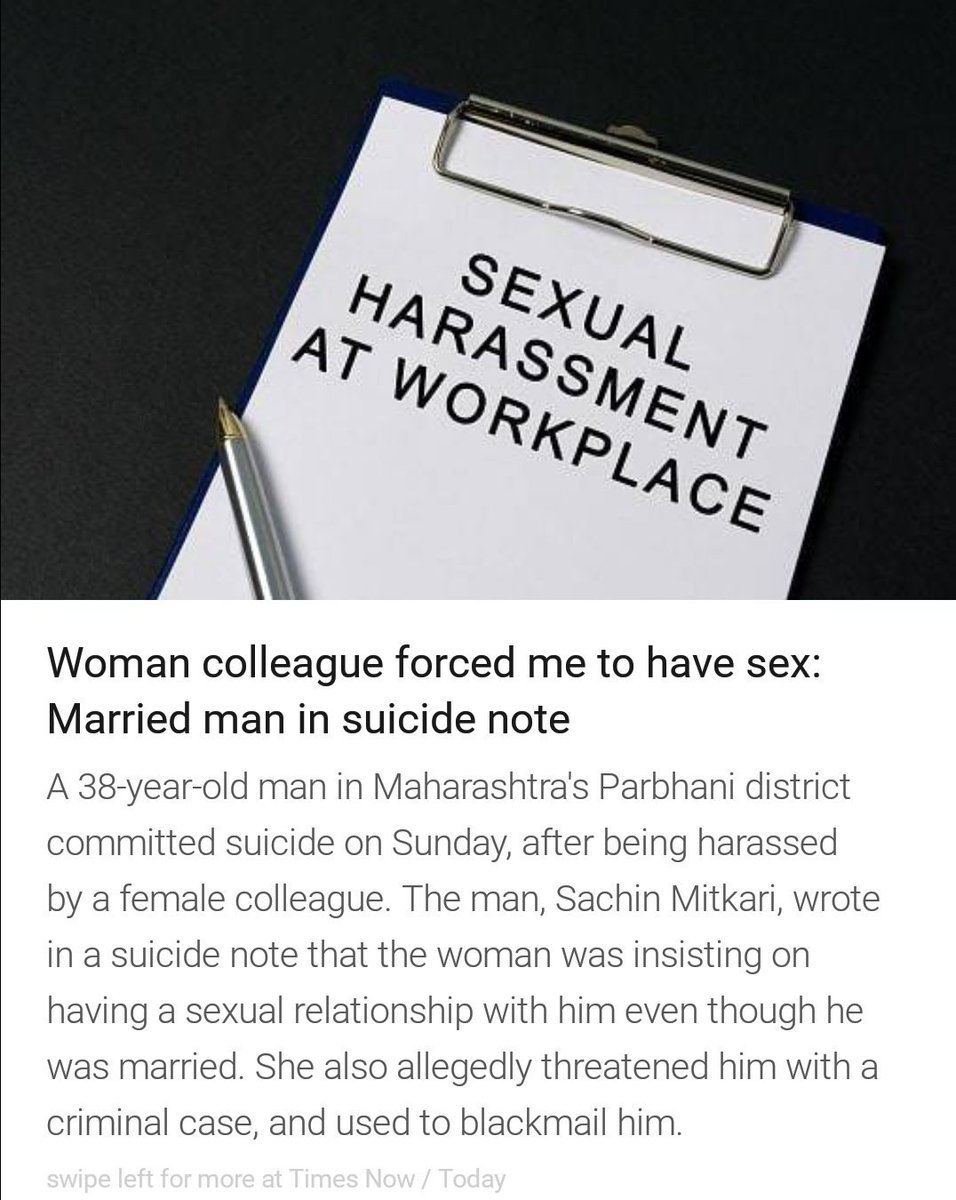 SEXUAL
HARASSMENT
AT WORKPLACE
Woman colleague forced me to have sex:
Married man in suicide note
A 38-year-old man in Maharashtra's Parbhani district
committed suicide on Sunday, after being harassed
by a female colleague. The man, Sachin Mitkari, wrote
in a suicide note that the woman was insisting on
having a sexual relationship with him even though he
was married. She also allegedly threatened him with a
criminal case, and used to blackmail him.
swipe left for more at Times Now / Today